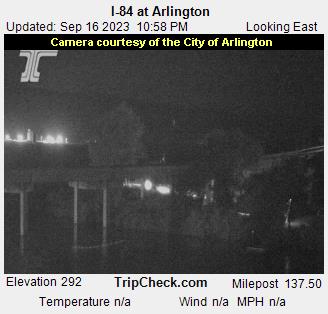 I-84 at Arlington
Updated: Sep 16 2023 10:58 PM Looking East
Camera courtesy of the City of Arlington
Elevation 292 TripCheck.com Milepost 137.50
Temperature n/a Wind n/a MPH n/a